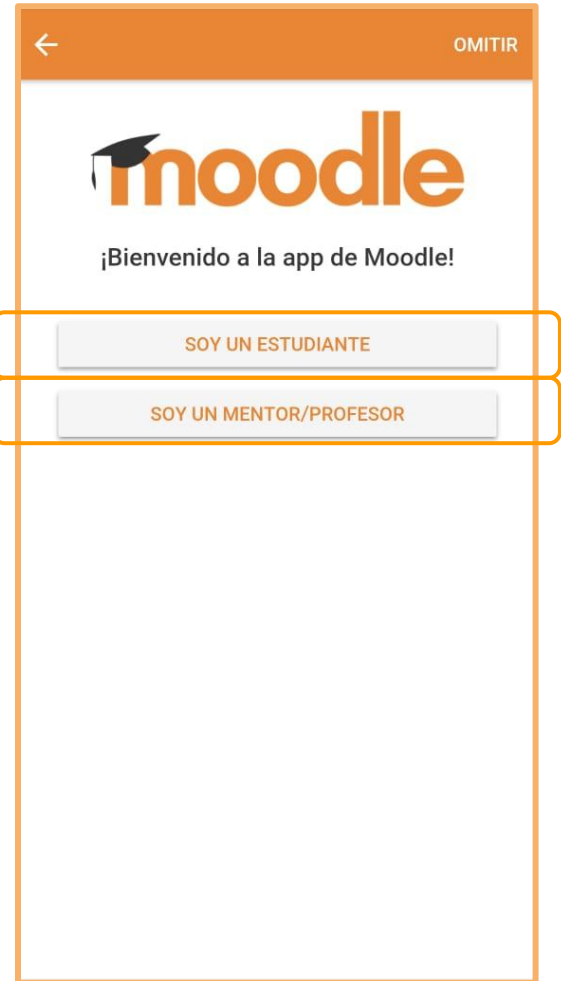 OMITIR
moodle
¡Bienvenido a la app de Moodle!
SOY UN ESTUDIANTE
SOY UN MENTOR/PROFESOR